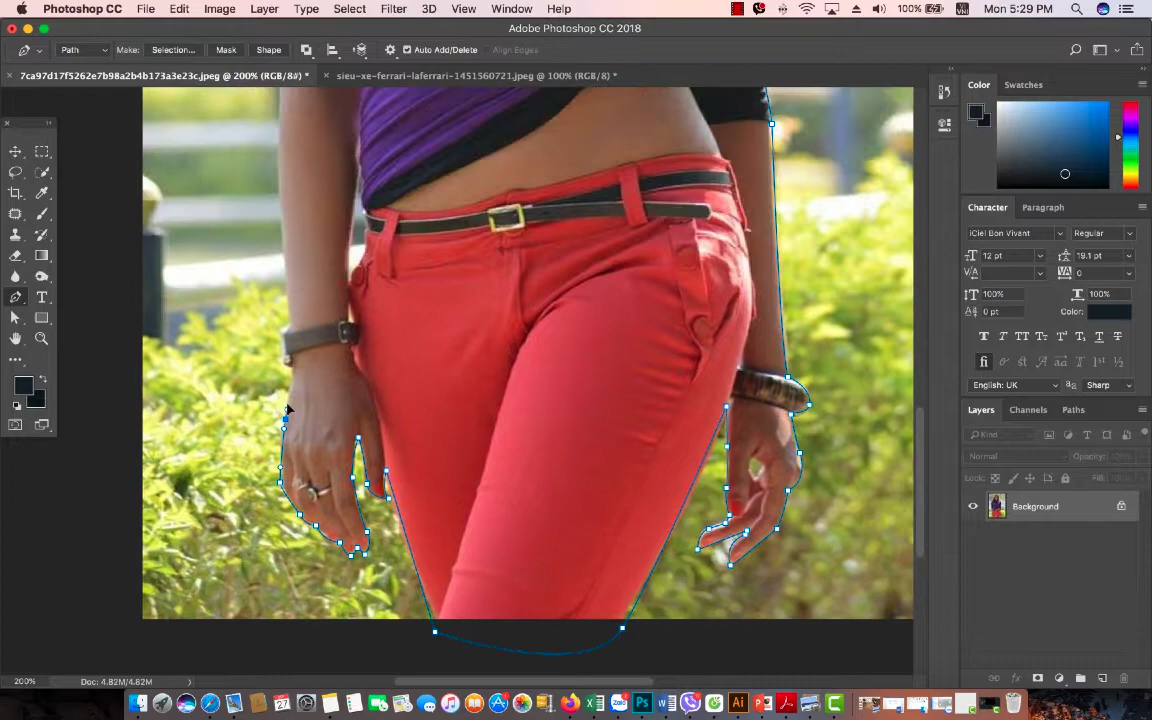 Photoshop CC File Edit Image Layer Type Select Filter 3D View Window Help 100% VNI Mon 5:29 PM
Adobe Photoshop CC 2018
Path Make: Selection... Mask Shape Auto Add/Delete Align Edges
7ca97d17f5262e7b98a2b4b173a3e23c.jpeg @ 200% (RGB/8#) * sieu-xe-ferrari-laferrari-1451560721.jpeg @ 100% (RGB/8) *
Color Swatches
Character Paragraph
iCiel Bon Vivant Regular
12 pt 19.1 pt
0
100% 100%
0 pt Color:
English: UK Sharp
Layers Channels Paths
Kind
Normal Opacity:
Lock: Fill:
Background
200% Doc: 4.82M/4.82M